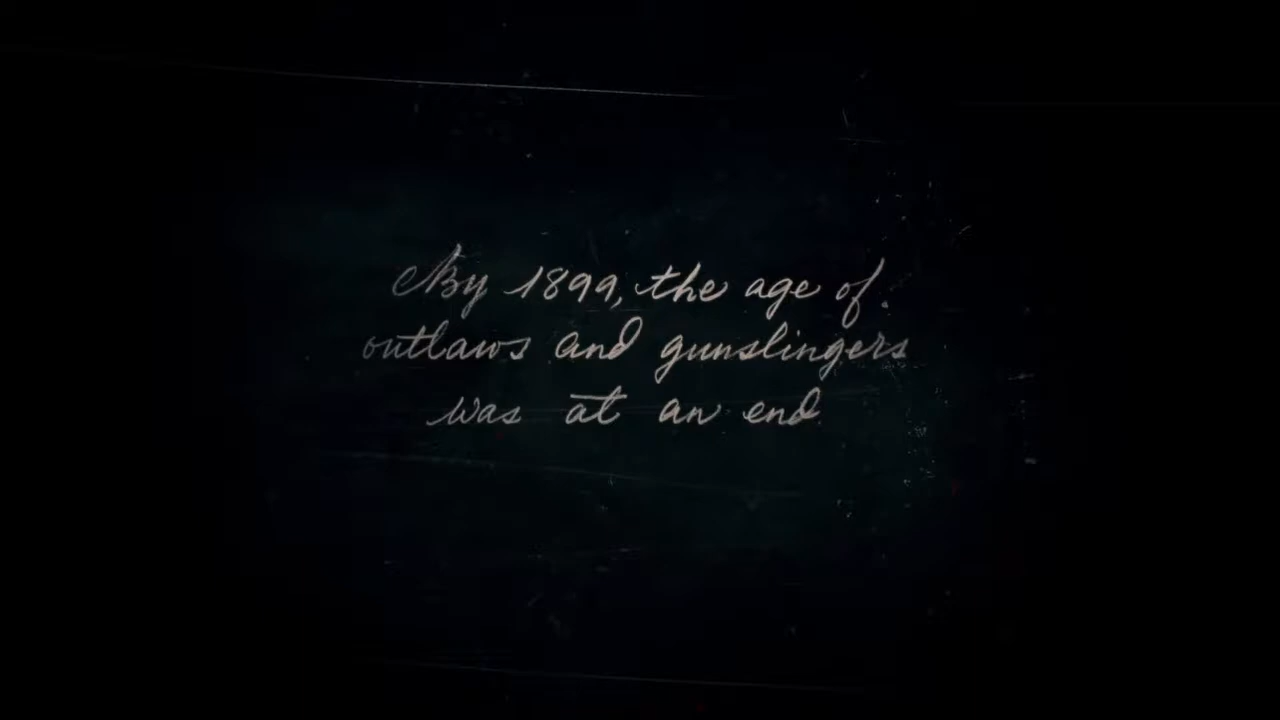 By 1899, the age of
outlaws and gunslingers
was at an end